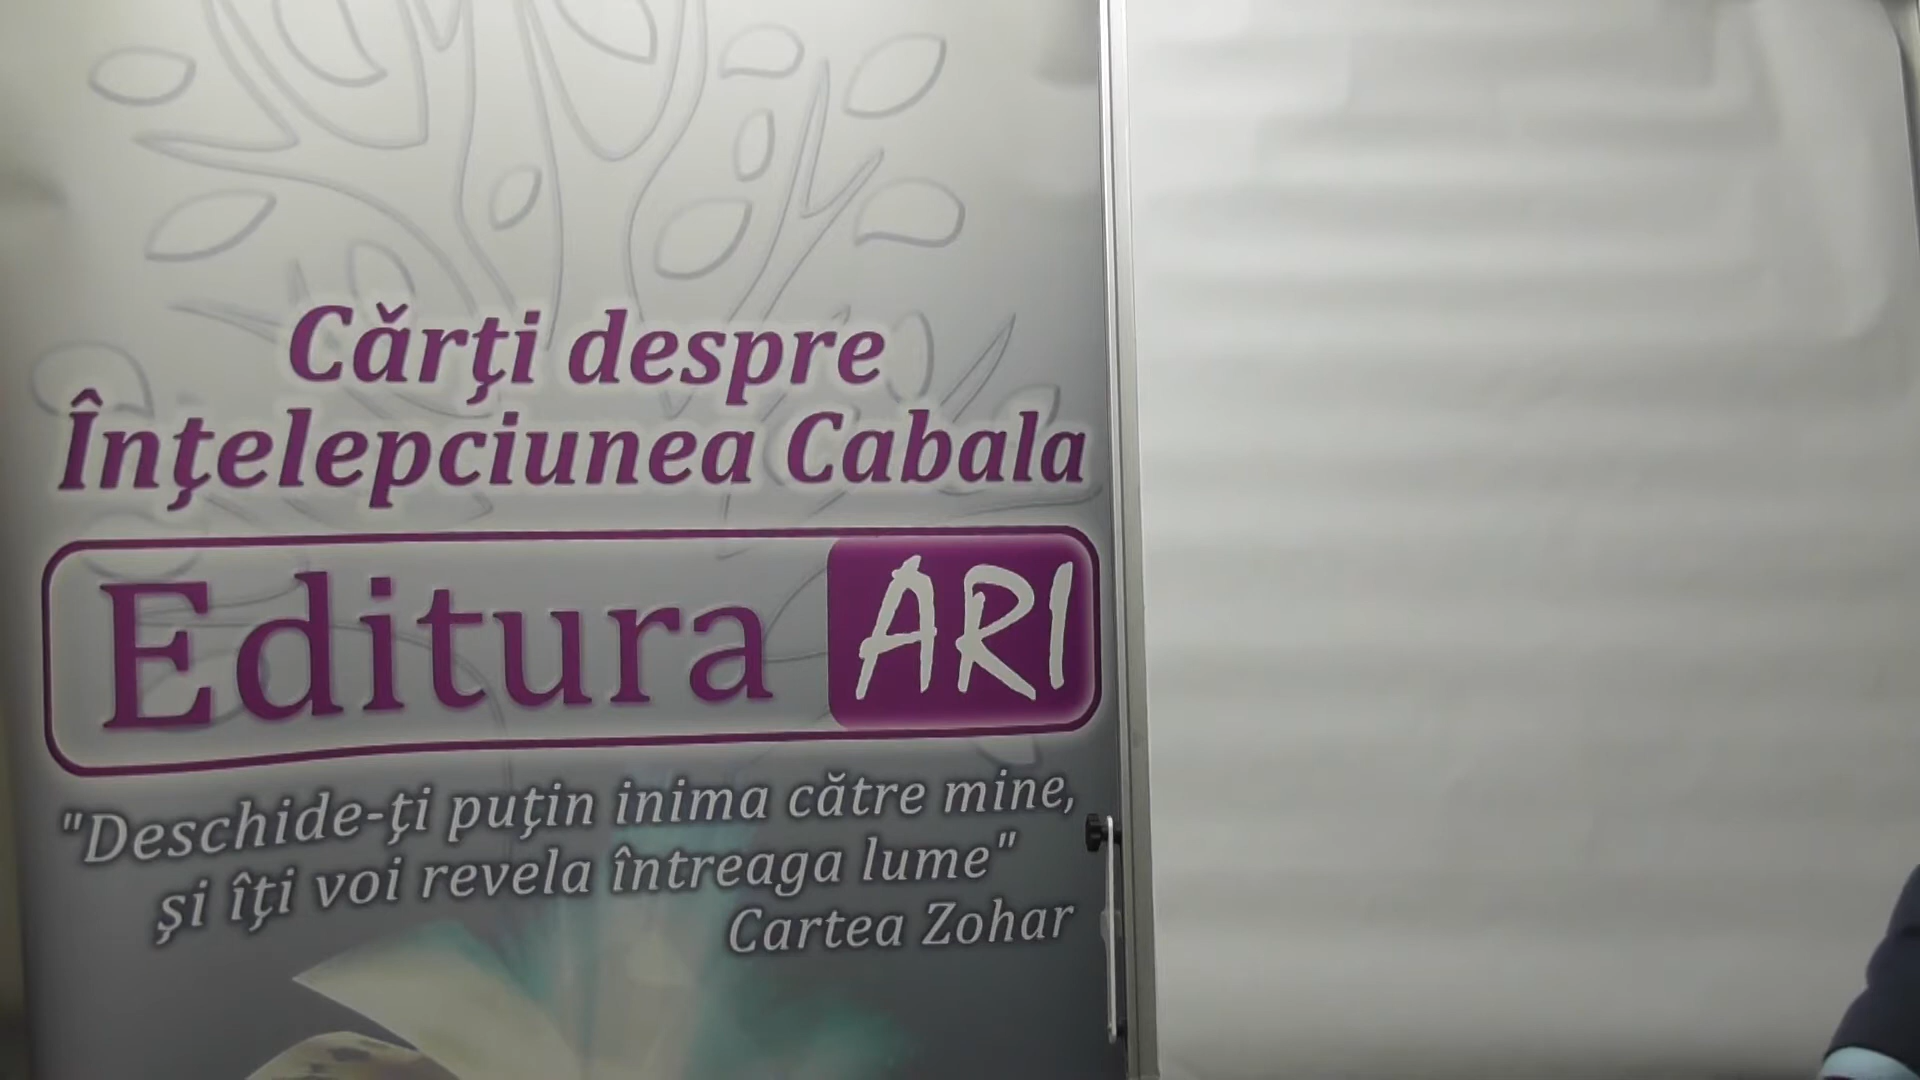 Cărţi despre
Înţelepciunea Cabala
Editura ARI
"Deschide-ţi puţin inima către mine,
şi îţi voi revela întreaga lume"
Cartea Zohar